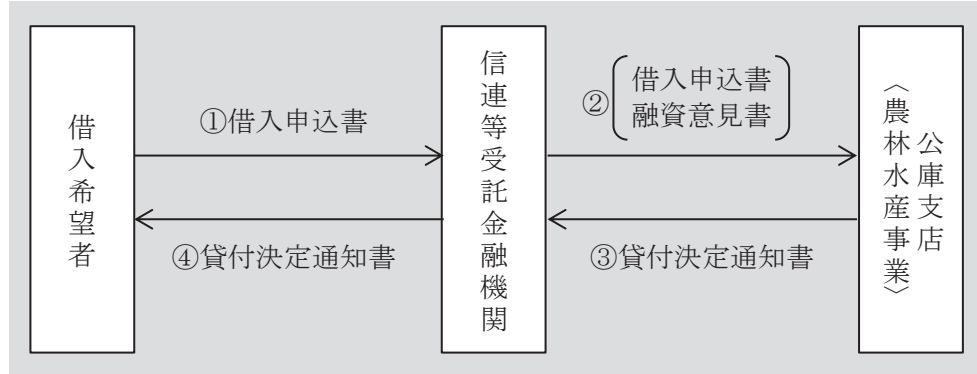 借入希望者
①借入申込書
④貸付決定通知書
信連等受託金融機関
②
借入申込書
融資意見書
③貸付決定通知書
公庫支店
〈農林水産事業〉